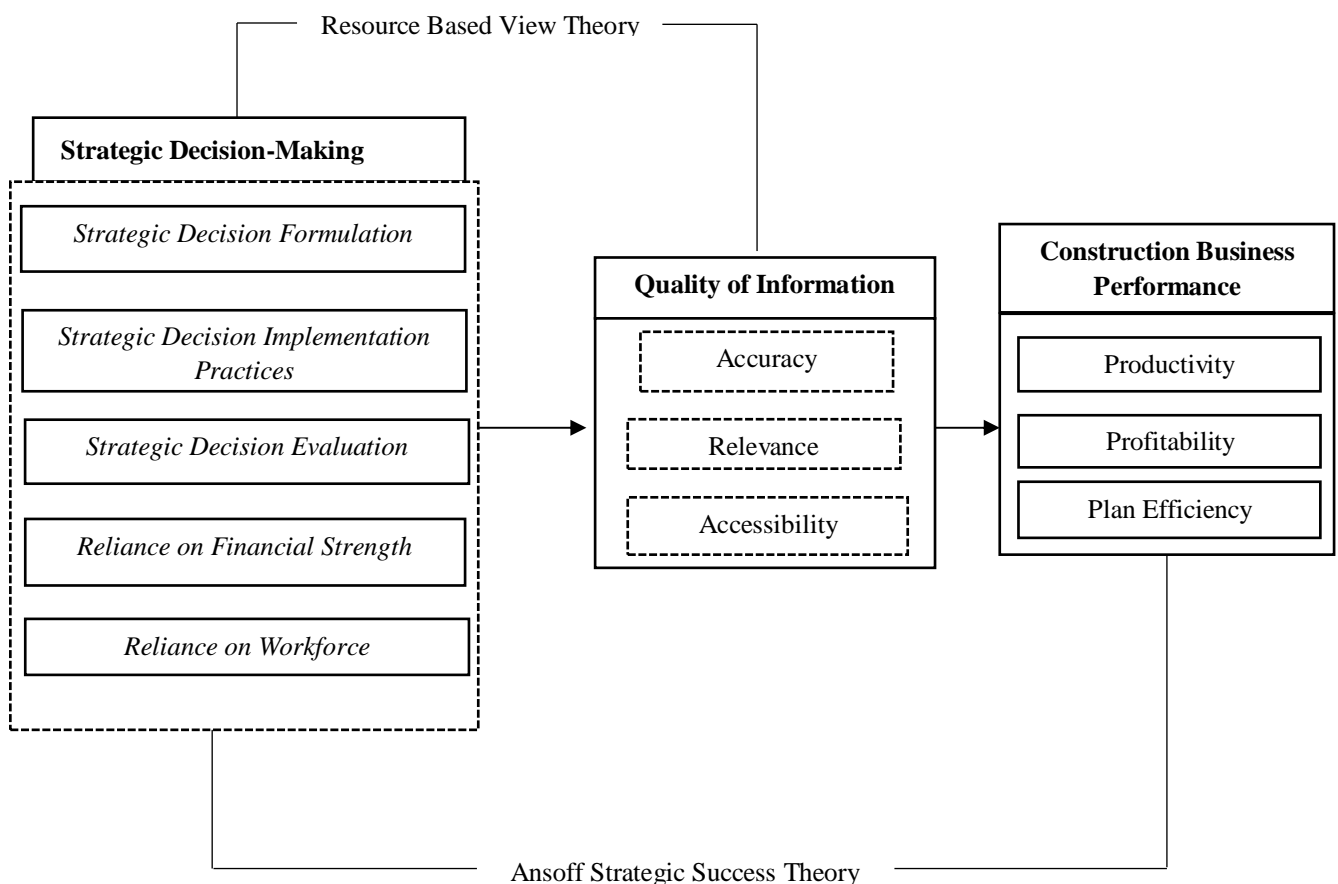 Resource Based View Theory
Strategic Decision-Making
Strategic Decision Formulation
Strategic Decision Implementation
Practices
Strategic Decision Evaluation
Reliance on Financial Strength
Reliance on Workforce
Quality of Information
Accuracy
Relevance
Accessibility
Construction Business
Performance
Productivity
Profitability
Plan Efficiency
Ansoff Strategic Success Theory